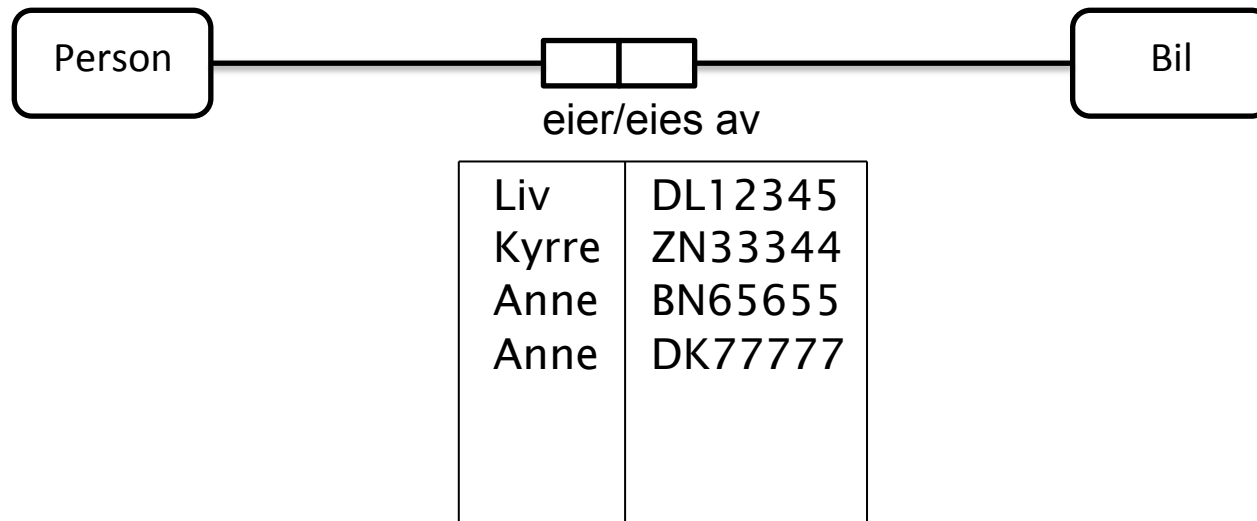 Person Bil
eier/eies av
Liv DL12345
Kyrre ZN33344
Anne BN65655
Anne DK77777